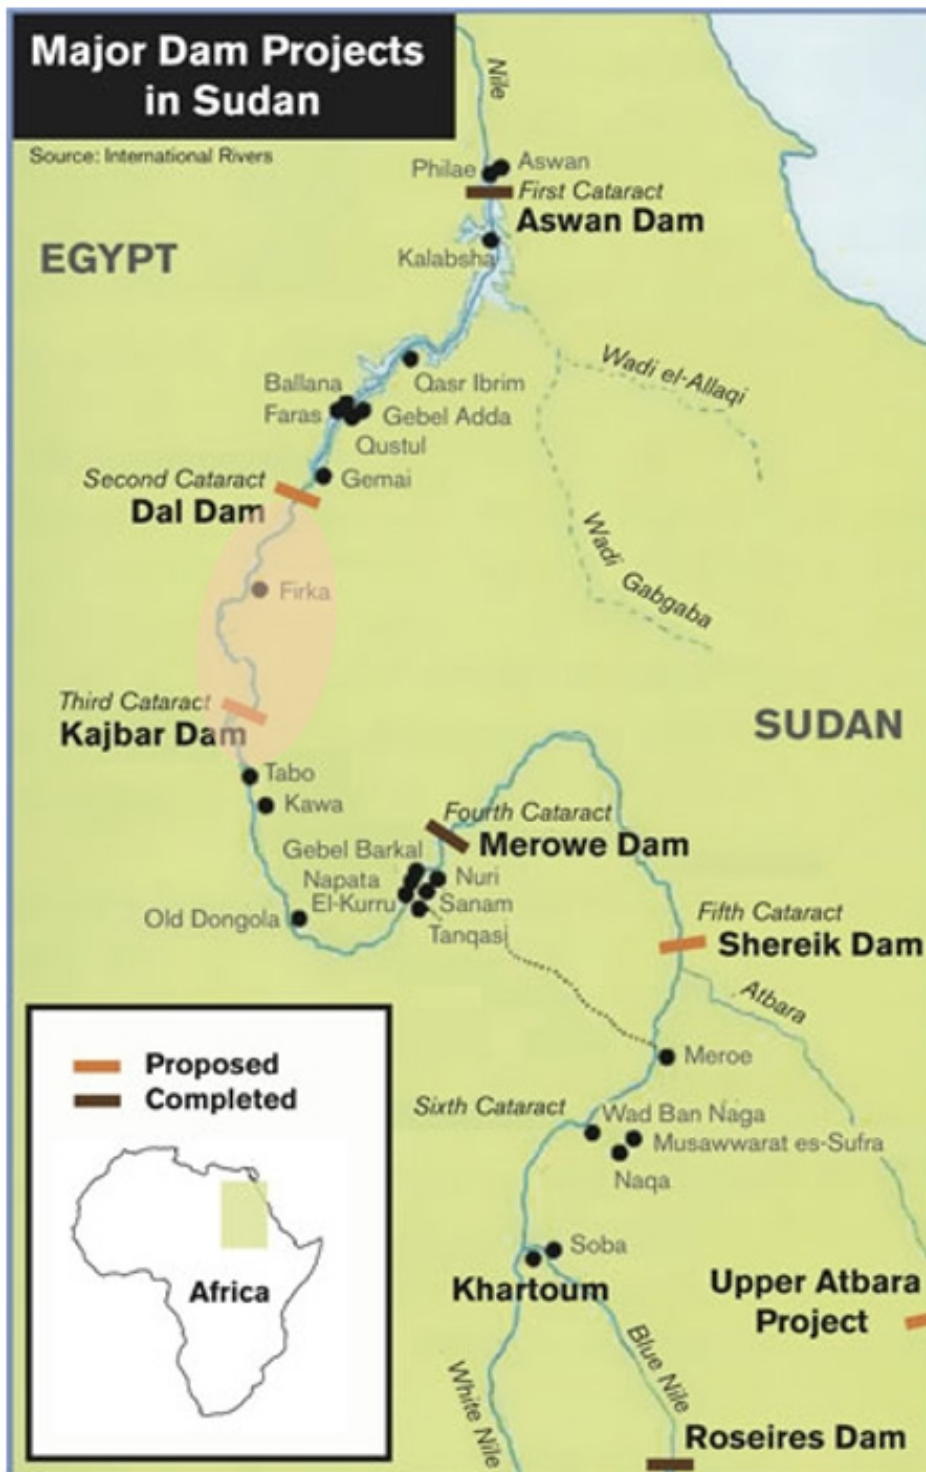 Major Dam Projects
in Sudan
Source: International Rivers
Nile
Philae
Aswan
First Cataract
Aswan Dam
EGYPT
Kalabsha
Wadi el-Allaqi
Ballana
Qasr Ibrim
Faras
Gebel Adda
Qustul
Second Cataract
Gemai
Dal Dam
Wadi Gabgaba
Firka
Third Cataract
Kajbar Dam
SUDAN
Tabo
Kawa
Fourth Cataract
Merowe Dam
Gebel Barkal
Napata
Nuri
El-Kurru
Sanam
Old Dongola
Tanqasi
Fifth Cataract
Shereik Dam
Atbara
Meroe
Proposed
Completed
Sixth Cataract
Wad Ban Naga
Musawwarat es-Sufra
Naqa
Soba
Khartoum
Africa
Upper Atbara
Project
Blue Nile
White Nile
Roseires Dam